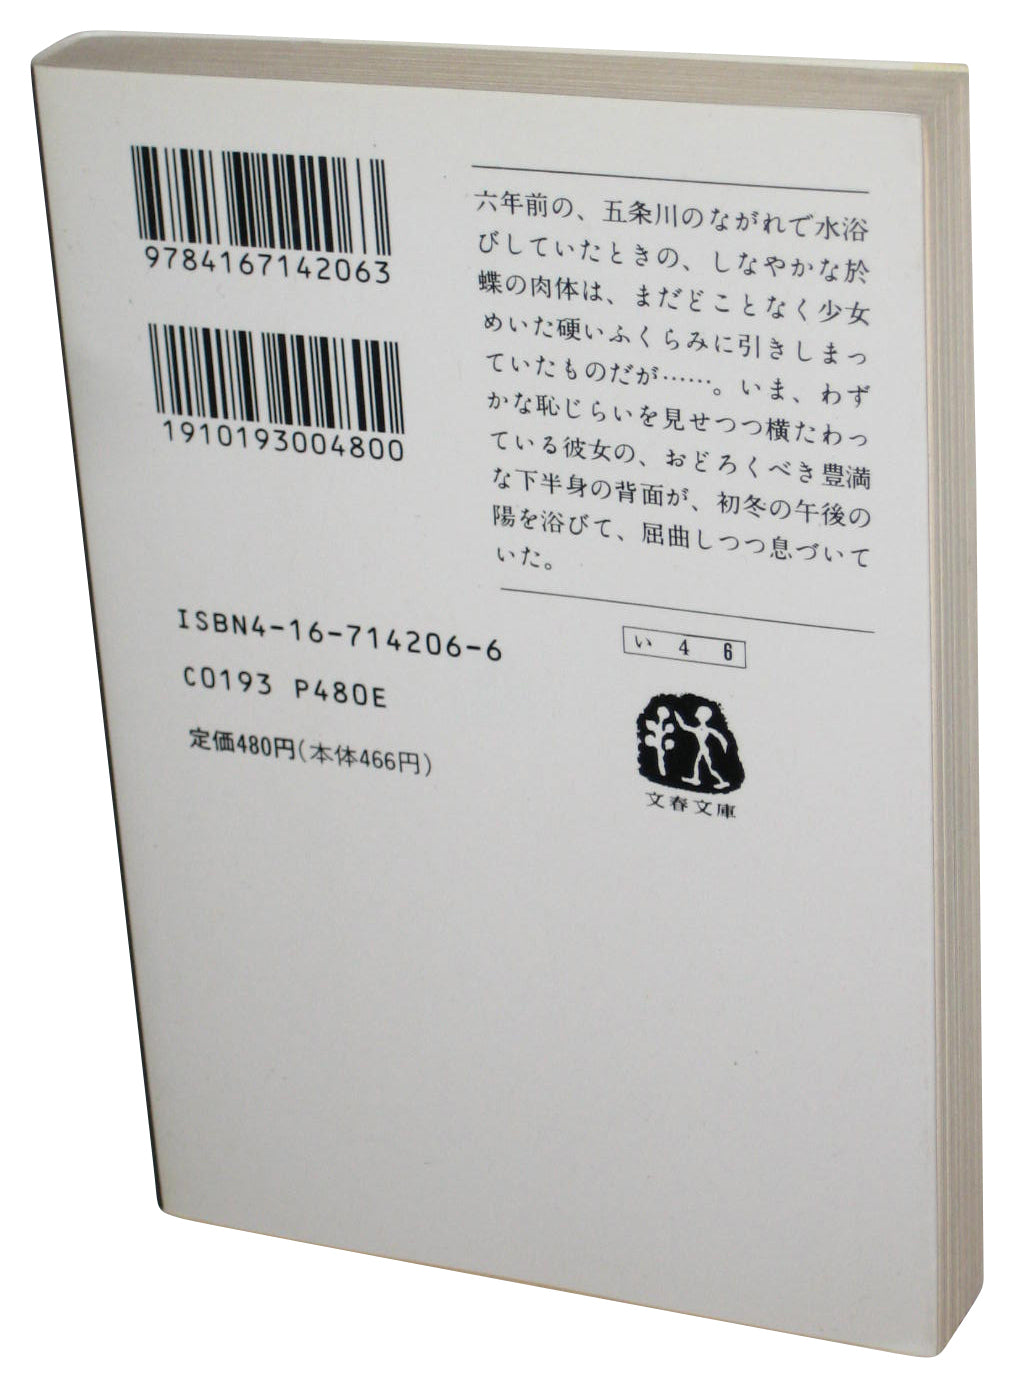 9784167142063
1910193004800
六年前の、五条川のながれで水浴
びしていたときの、しなやかな於
蝶の肉体は、まだどことなく少女
めいた硬いふくらみに引きしまっ
ていたものだが……。いま、わず
かな恥じらいを見せつつ横たわっ
ている彼女の、おどろくべき豊満
な下半身の背面が、初冬の午後の
陽を浴びて、屈曲しつつ息づいて
いた。
ISBN4-16-714206-6
C0193 P480E
定価480円(本体466円)
い 4 6
文春文庫